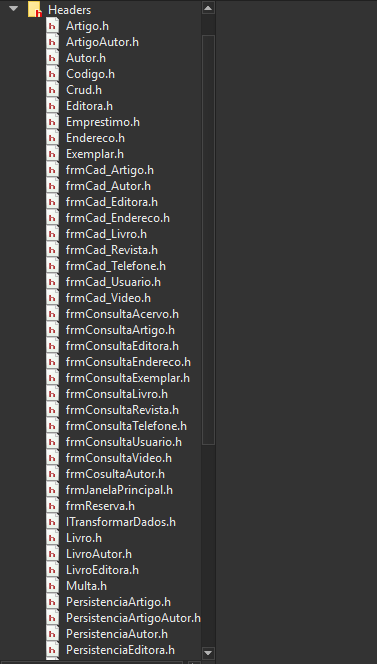 Headers
Artigo.h
ArtigoAutor.h
Autor.h
Codigo.h
Crud.h
Editora.h
Emprestimo.h
Endereco.h
Exemplar.h
frmCad_Artigo.h
frmCad_Autor.h
frmCad_Editora.h
frmCad_Endereco.h
frmCad_Livro.h
frmCad_Revista.h
frmCad_Telefone.h
frmCad_Usuario.h
frmCad_Video.h
frmConsultaAcervo.h
frmConsultaArtigo.h
frmConsultaEditora.h
frmConsultaEndereco.h
frmConsultaExemplar.h
frmConsultaLivro.h
frmConsultaRevista.h
frmConsultaTelefone.h
frmConsultaUsuario.h
frmConsultaVideo.h
frmCosultaAutor.h
frmJanelaPrincipal.h
frmReserva.h
ITransformarDados.h
Livro.h
LivroAutor.h
LivroEditora.h
Multa.h
PersistenciaArtigo.h
PersistenciaArtigoAutor.h
PersistenciaAutor.h
PersistenciaEditora.h